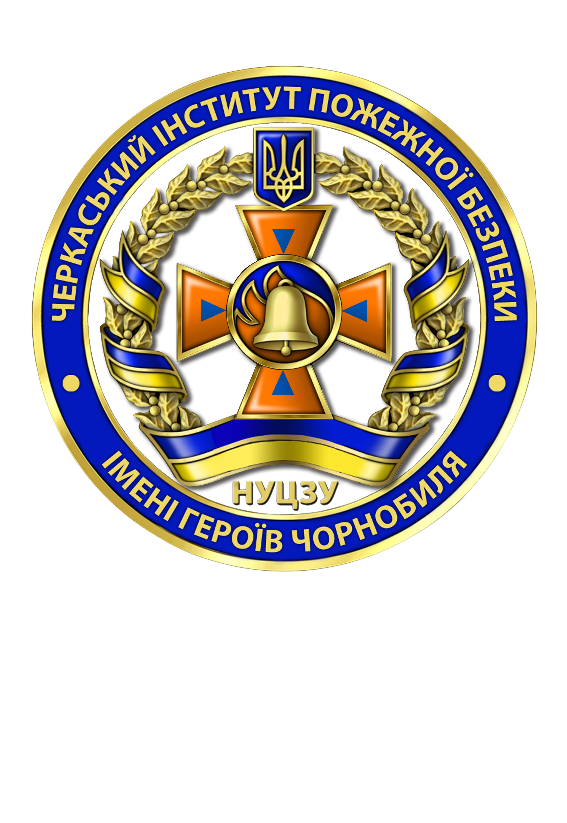 ЧЕРКАСЬКИЙ ІНСТИТУТ ПОЖЕЖНОЇ БЕЗПЕКИ
НУЦЗУ
ІМЕНІ ГЕРОЇВ ЧОРНОБИЛЯ